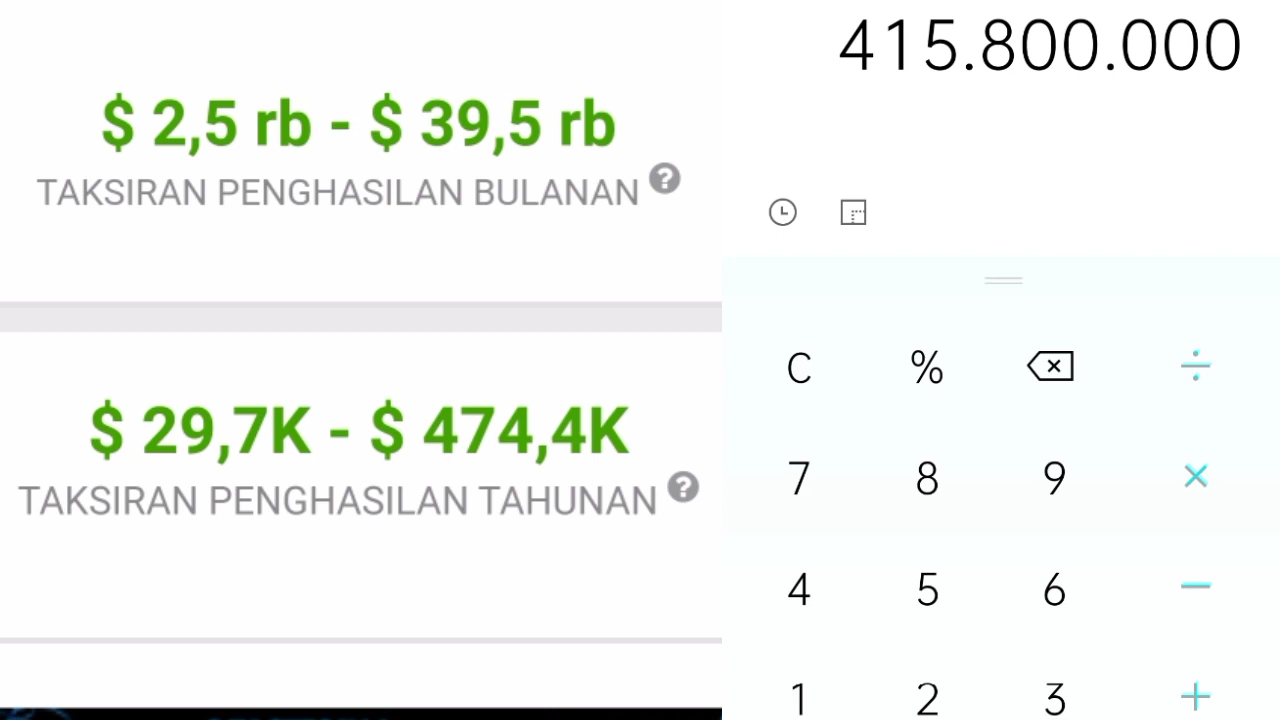 $ 2,5 rb - $ 39,5 rb
TAKSIRAN PENGHASILAN BULANAN ?
$ 29,7K - $ 474,4K
TAKSIRAN PENGHASILAN TAHUNAN ?
415.800.000
C % ÷
7 8 9 ×
4 5 6 −
1 2 3 +